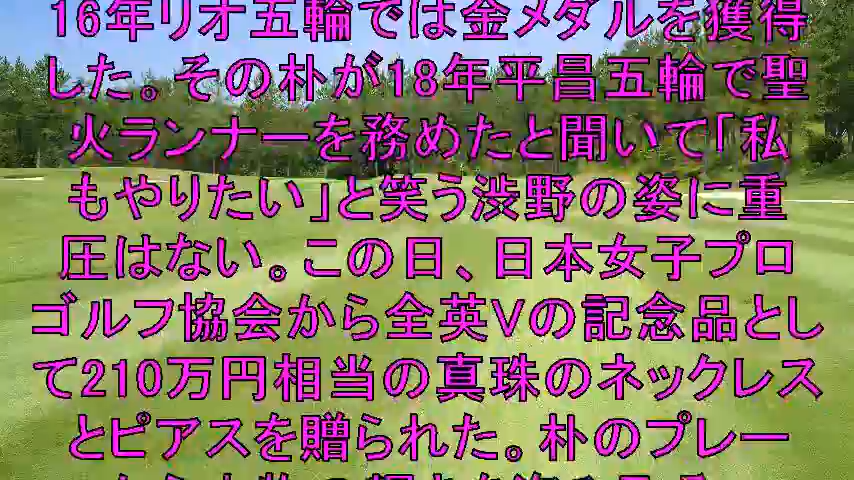 16年リオ五輪では金メダルを獲得
した。その朴が18年平昌五輪で聖
火ランナーを務めたと聞いて「私
もやりたい」と笑う渋野の姿に重
圧はない。この日、日本女子プロ
ゴルフ協会から全英Vの記念品とし
て210万円相当の真珠のネックレス
とピアスを贈られた。朴のプレー